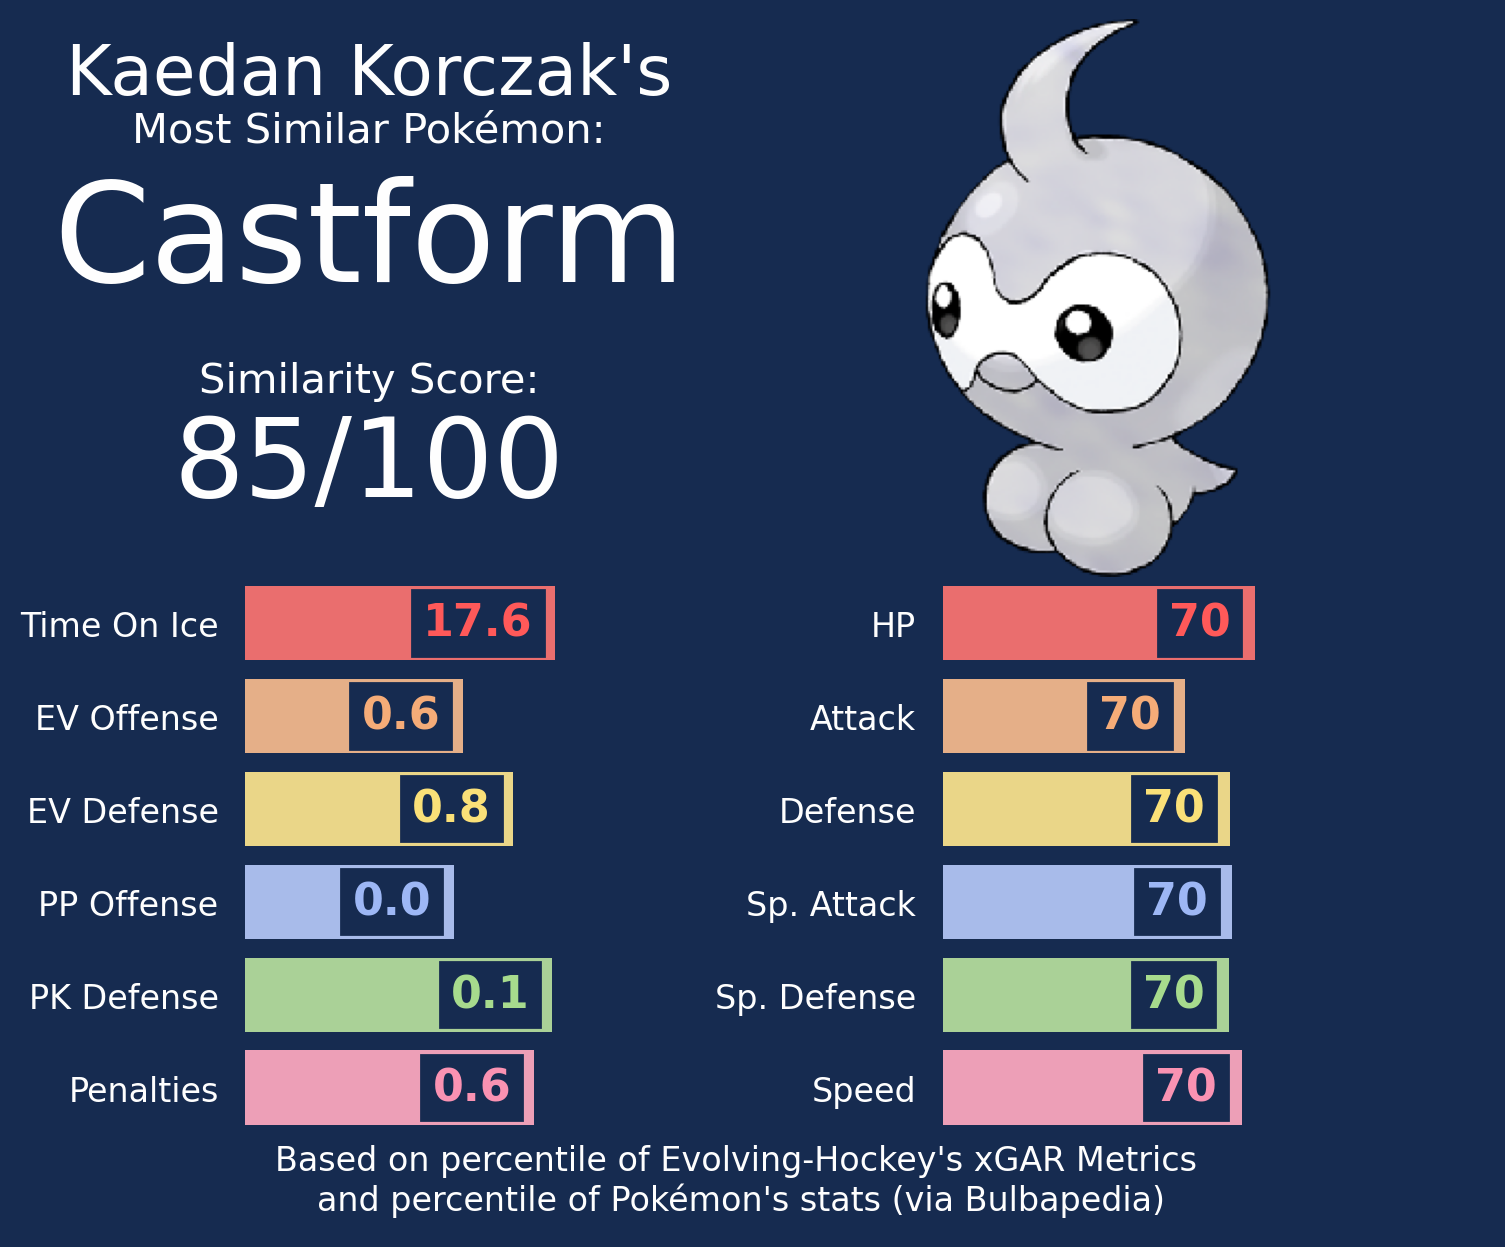 Kaedan Korczak's
Most Similar Pokémon:
Castform
Similarity Score:
85/100
Time On Ice 17.6
EV Offense 0.6
EV Defense 0.8
PP Offense 0.0
PK Defense 0.1
Penalties 0.6
HP 70
Attack 70
Defense 70
Sp. Attack 70
Sp. Defense 70
Speed 70
Based on percentile of Evolving-Hockey's xGAR Metrics
and percentile of Pokémon's stats (via Bulbapedia)